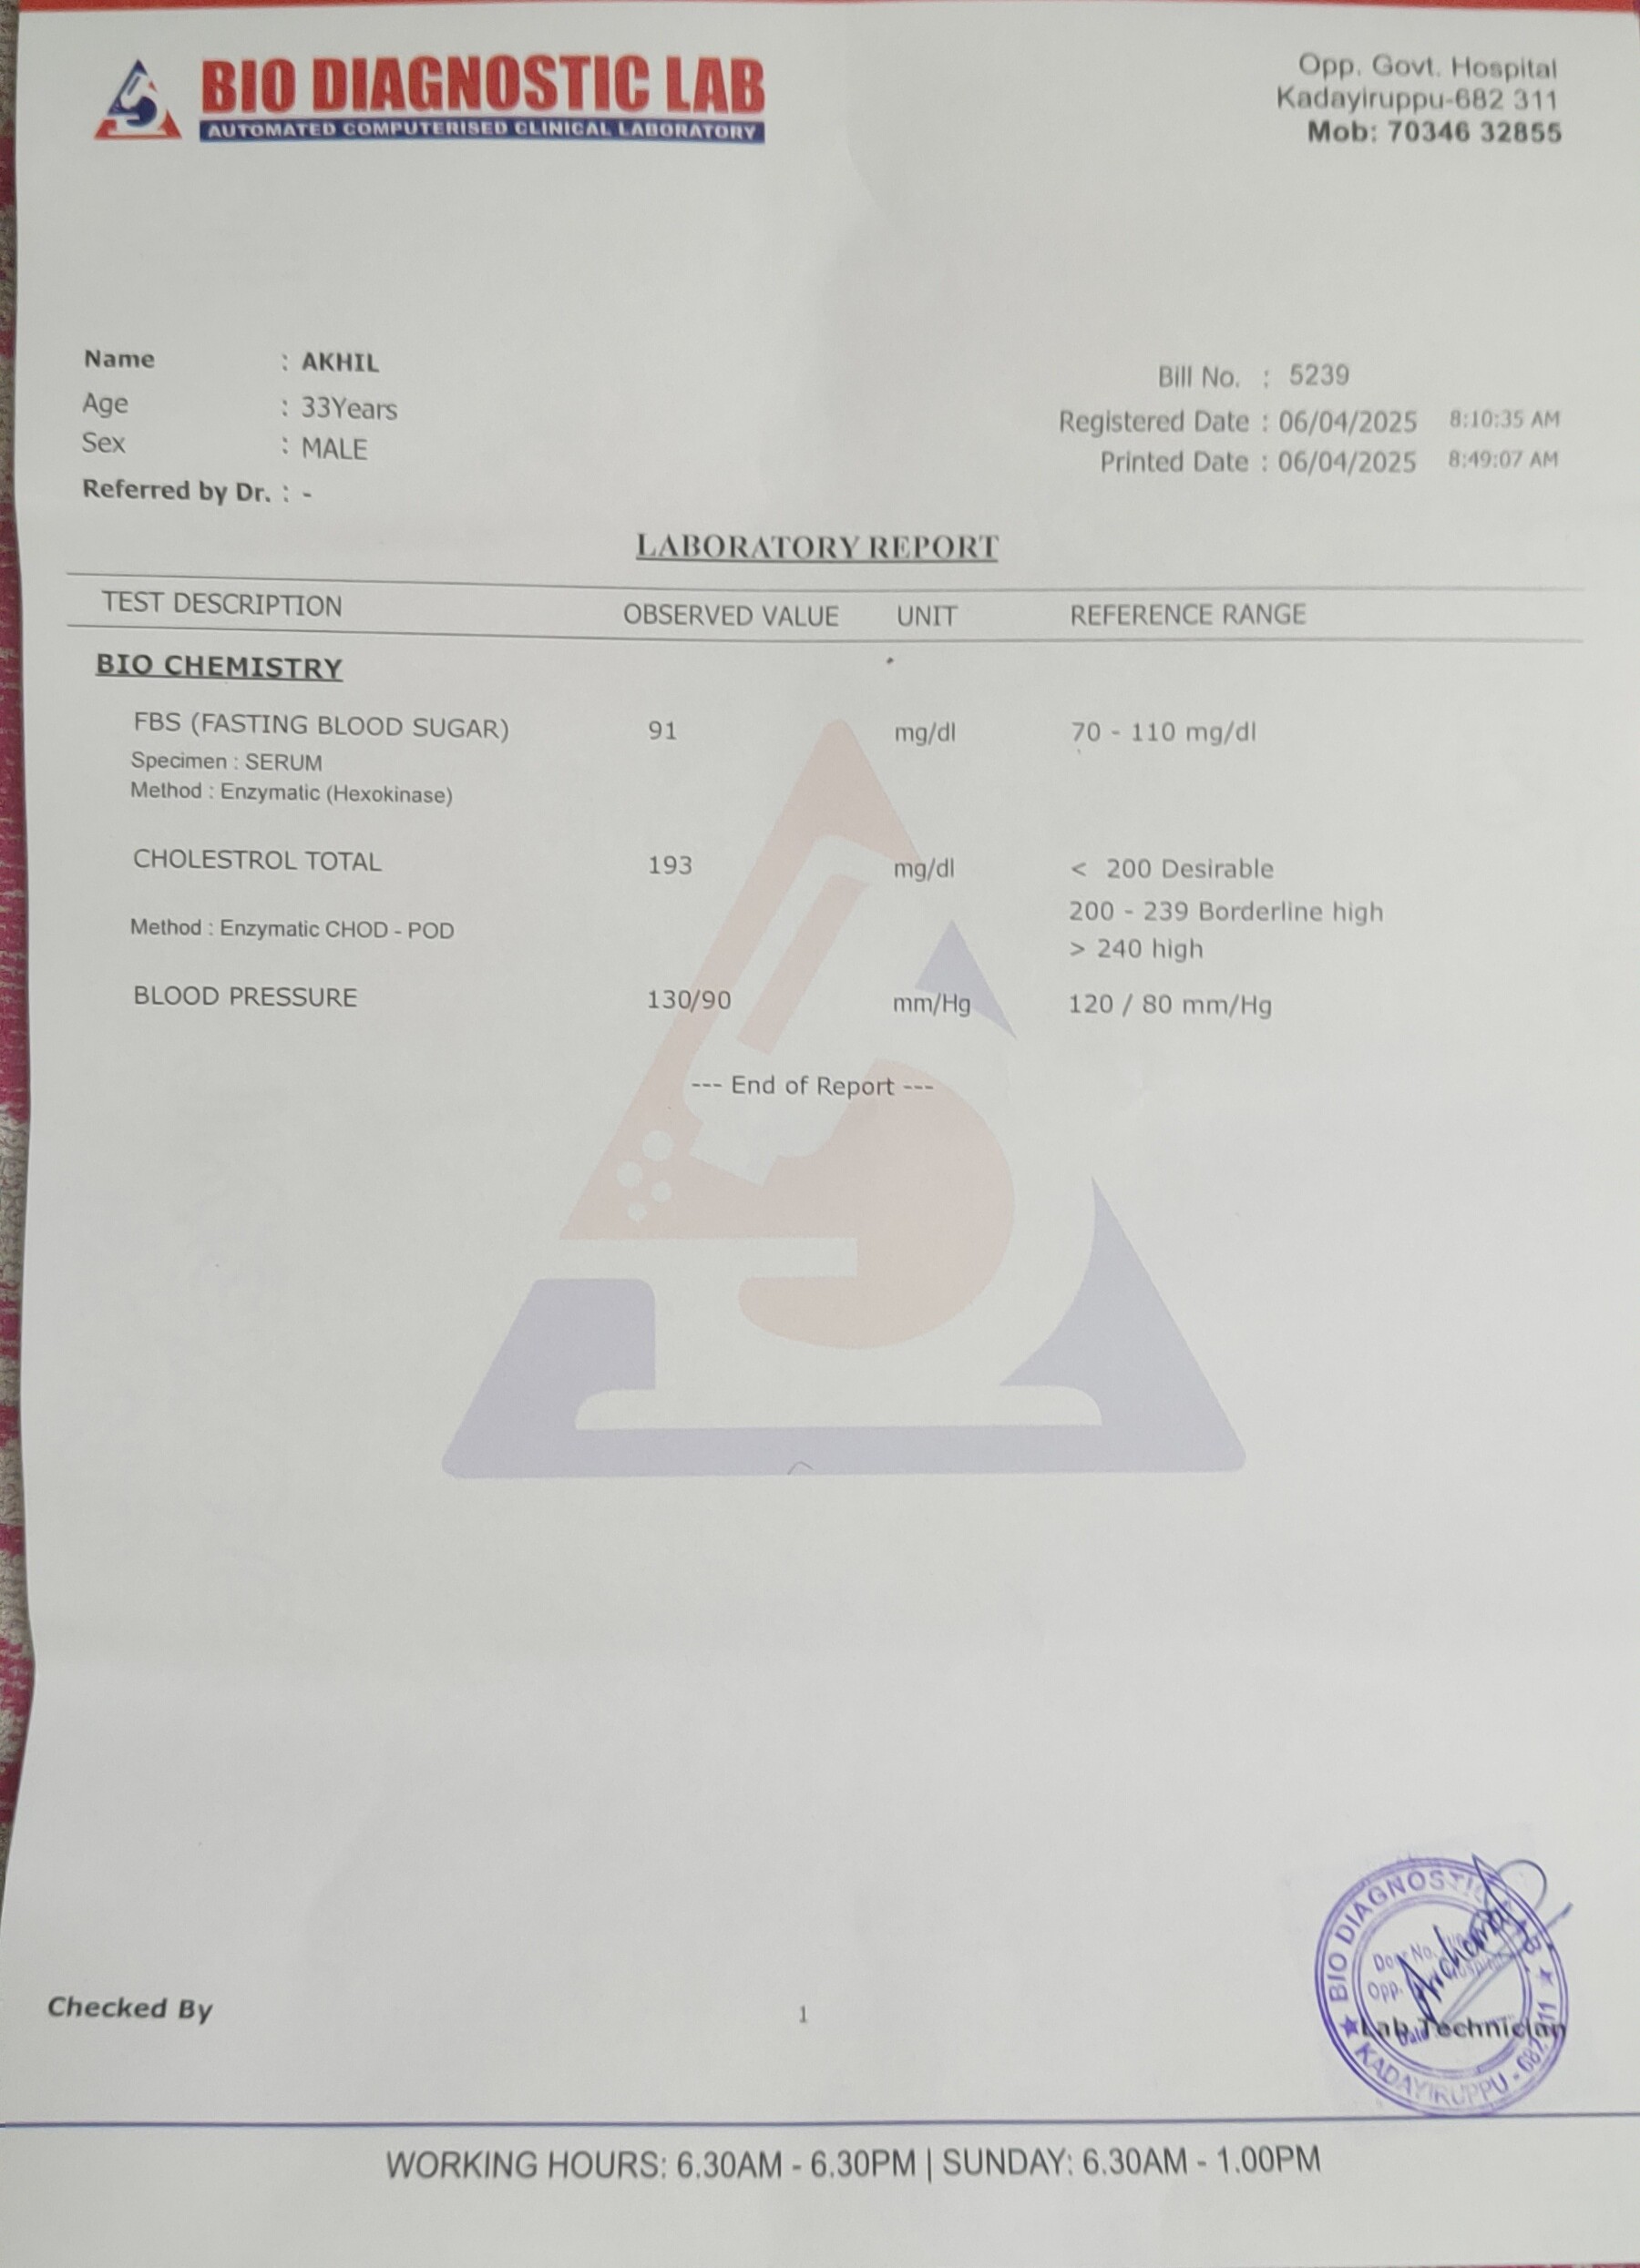 BIO DIAGNOSTIC LAB
AUTOMATED COMPUTERISED CLINICAL LABORATORY
Opp. Govt. Hospital
Kadayiruppu-682 311
Mob: 70346 32855
Name : AKHIL
Age : 33Years
Sex : MALE
Referred by Dr. : -
Bill No. : 5239
Registered Date : 06/04/2025 8:10:35 AM
Printed Date : 06/04/2025 8:49:07 AM
LABORATORY REPORT
TEST DESCRIPTION OBSERVED VALUE UNIT REFERENCE RANGE
BIO CHEMISTRY
FBS (FASTING BLOOD SUGAR) 91 mg/dl 70 - 110 mg/dl
Specimen : SERUM
Method : Enzymatic (Hexokinase)
CHOLESTROL TOTAL 193 mg/dl < 200 Desirable
200 - 239 Borderline high
Method : Enzymatic CHOD - POD
> 240 high
BLOOD PRESSURE 130/90 mm/Hg 120 / 80 mm/Hg
--- End of Report ---
BIO DIAGNOSTIC
Opp.
KADAYIRUPPU - 682 311
Checked By
1
Lab Technician
WORKING HOURS: 6.30AM - 6.30PM | SUNDAY: 6.30AM - 1.00PM